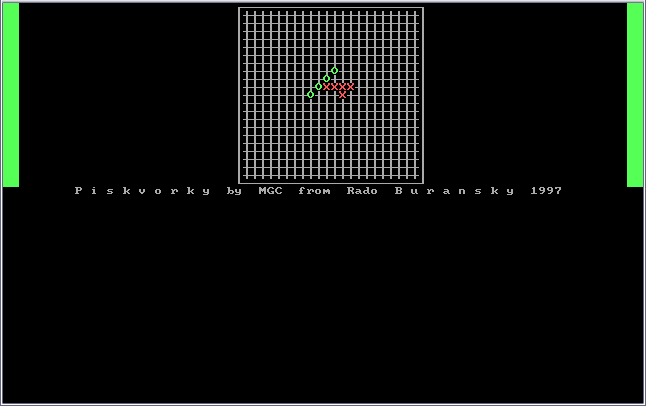 O
O
O X X X X
O X
P i s k v o r k y by MGC from Rado B u r a n s k y 1997